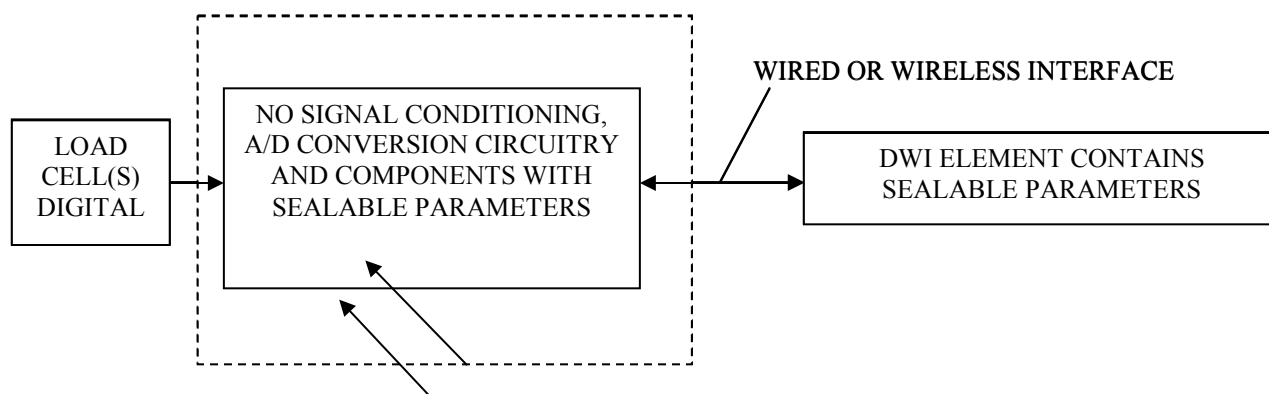 WIRED OR WIRELESS INTERFACE
LOAD
CELL(S)
DIGITAL
NO SIGNAL CONDITIONING,
A/D CONVERSION CIRCUITRY
AND COMPONENTS WITH
SEALABLE PARAMETERS
DWI ELEMENT CONTAINS
SEALABLE PARAMETERS